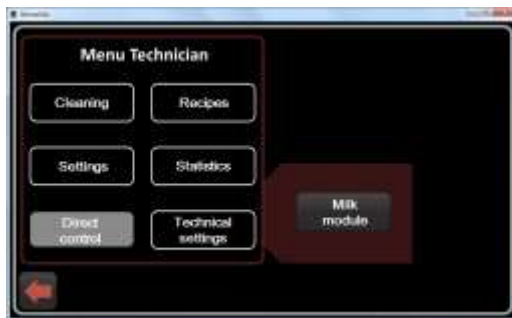 Menu Technician
Cleaning
Recipes
Settings
Statistics
Direct
control
Technical
settings
Milk
module